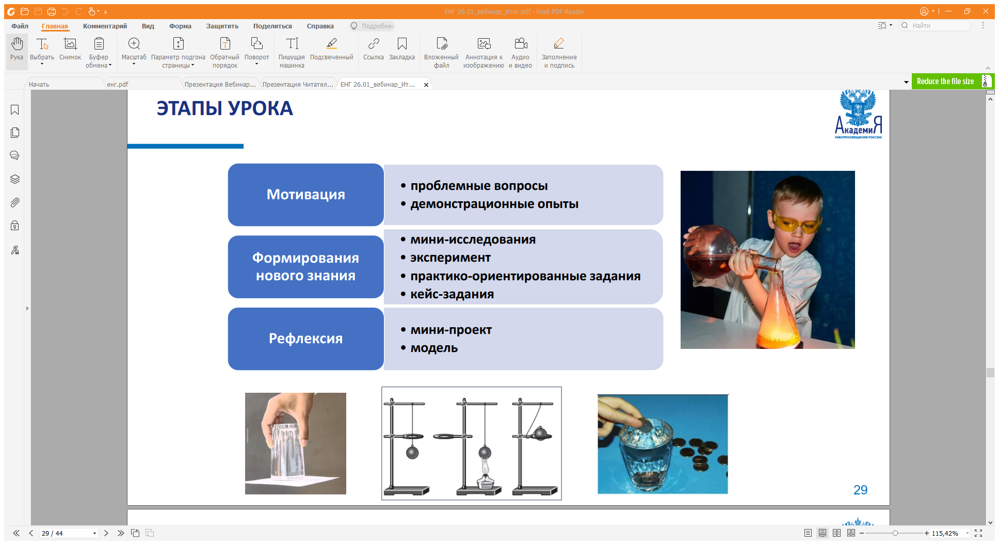 ЕНГ 26.01_вебинар_Итог.pdf - Foxit PDF Reader
Файл Главная Комментарий Вид Форма Защитить Поделиться Справка Подробне Найти
Рука Выбрать Снимок Буфер обмена Масштаб Параметр подгона страницы Обратный порядок Поворот Пишущая машинка Подсвеченный Ссылка Закладка Вложенный файл Аннотация к изображению Аудио и видео Заполнение и подпись
Начать енг.pdf Презентация Вебинар... Презентация Читател... ЕНГ 26.01_вебинар_Ит... Reduce the file size
ЭТАПЫ УРОКА
АкадемиЯ
МИНПРОСВЕЩЕНИЯ РОССИИ
Мотивация
• проблемные вопросы
• демонстрационные опыты
Формирования
нового знания
• мини-исследования
• эксперимент
• практико-ориентированные задания
• кейс-задания
Рефлексия
• мини-проект
• модель
29
29 / 44 115,42%